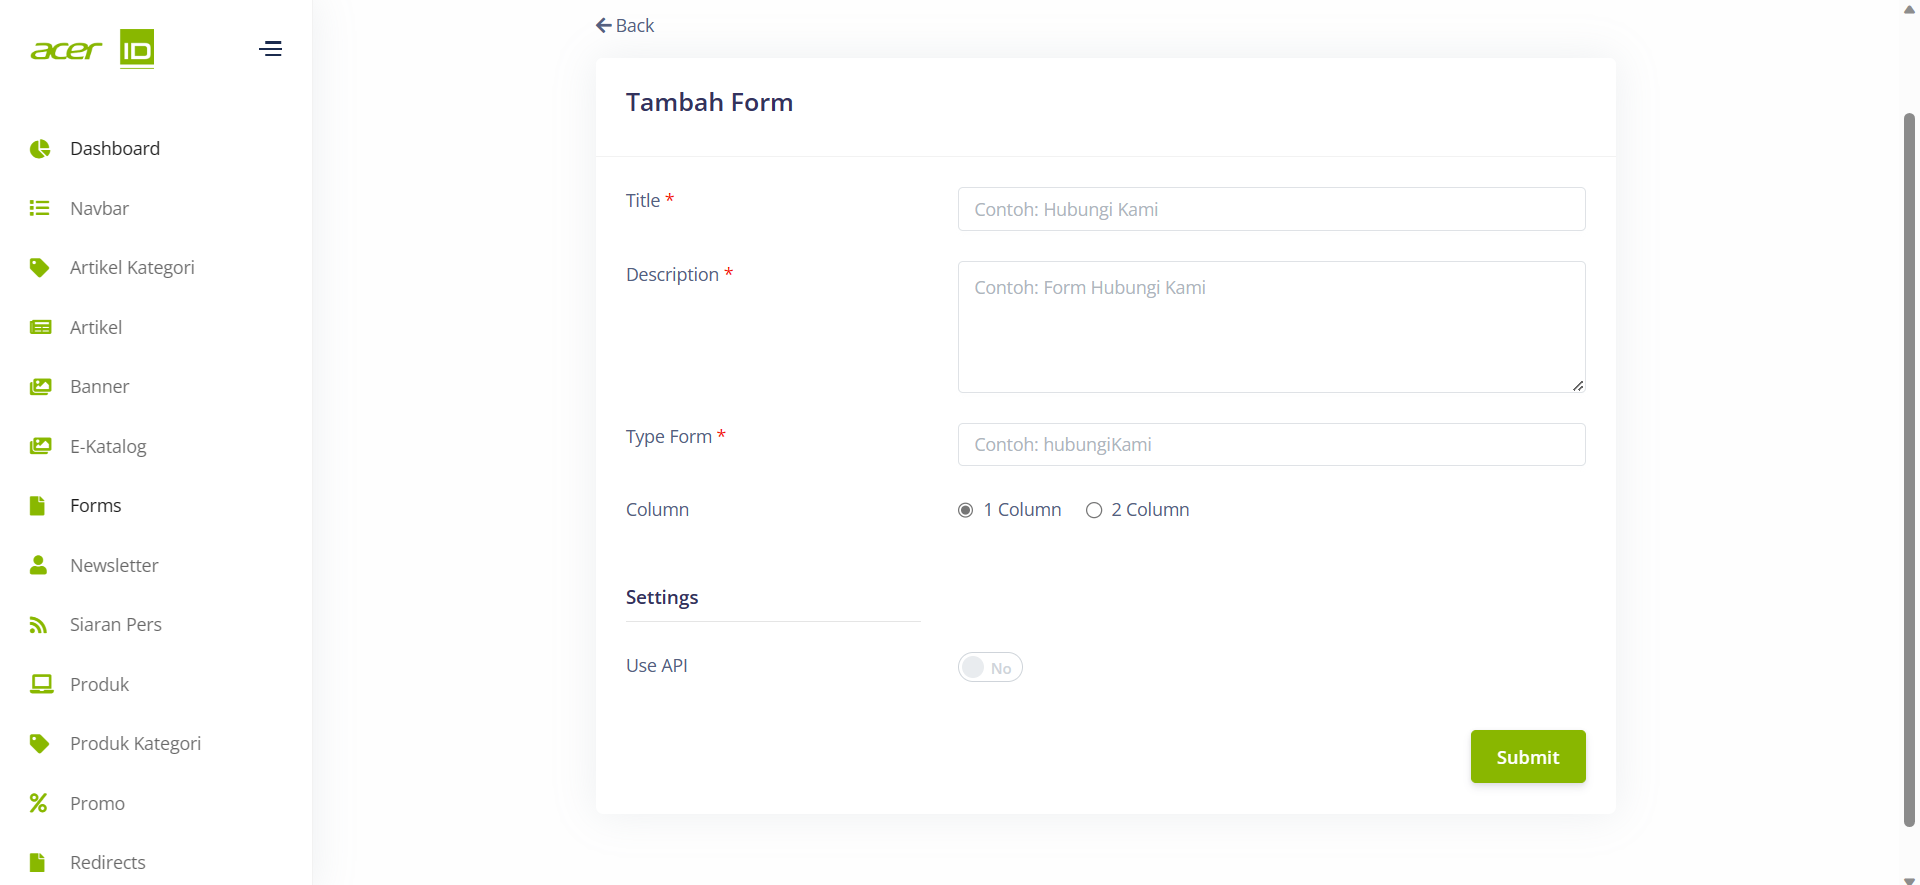 acer ID
Dashboard
Navbar
Artikel Kategori
Artikel
Banner
E-Katalog
Forms
Newsletter
Siaran Pers
Produk
Produk Kategori
Promo
Redirects
Back
Tambah Form
Title *
Contoh: Hubungi Kami
Description *
Contoh: Form Hubungi Kami
Type Form *
Contoh: hubungiKami
Column
1 Column 2 Column
Settings
Use API
No
Submit